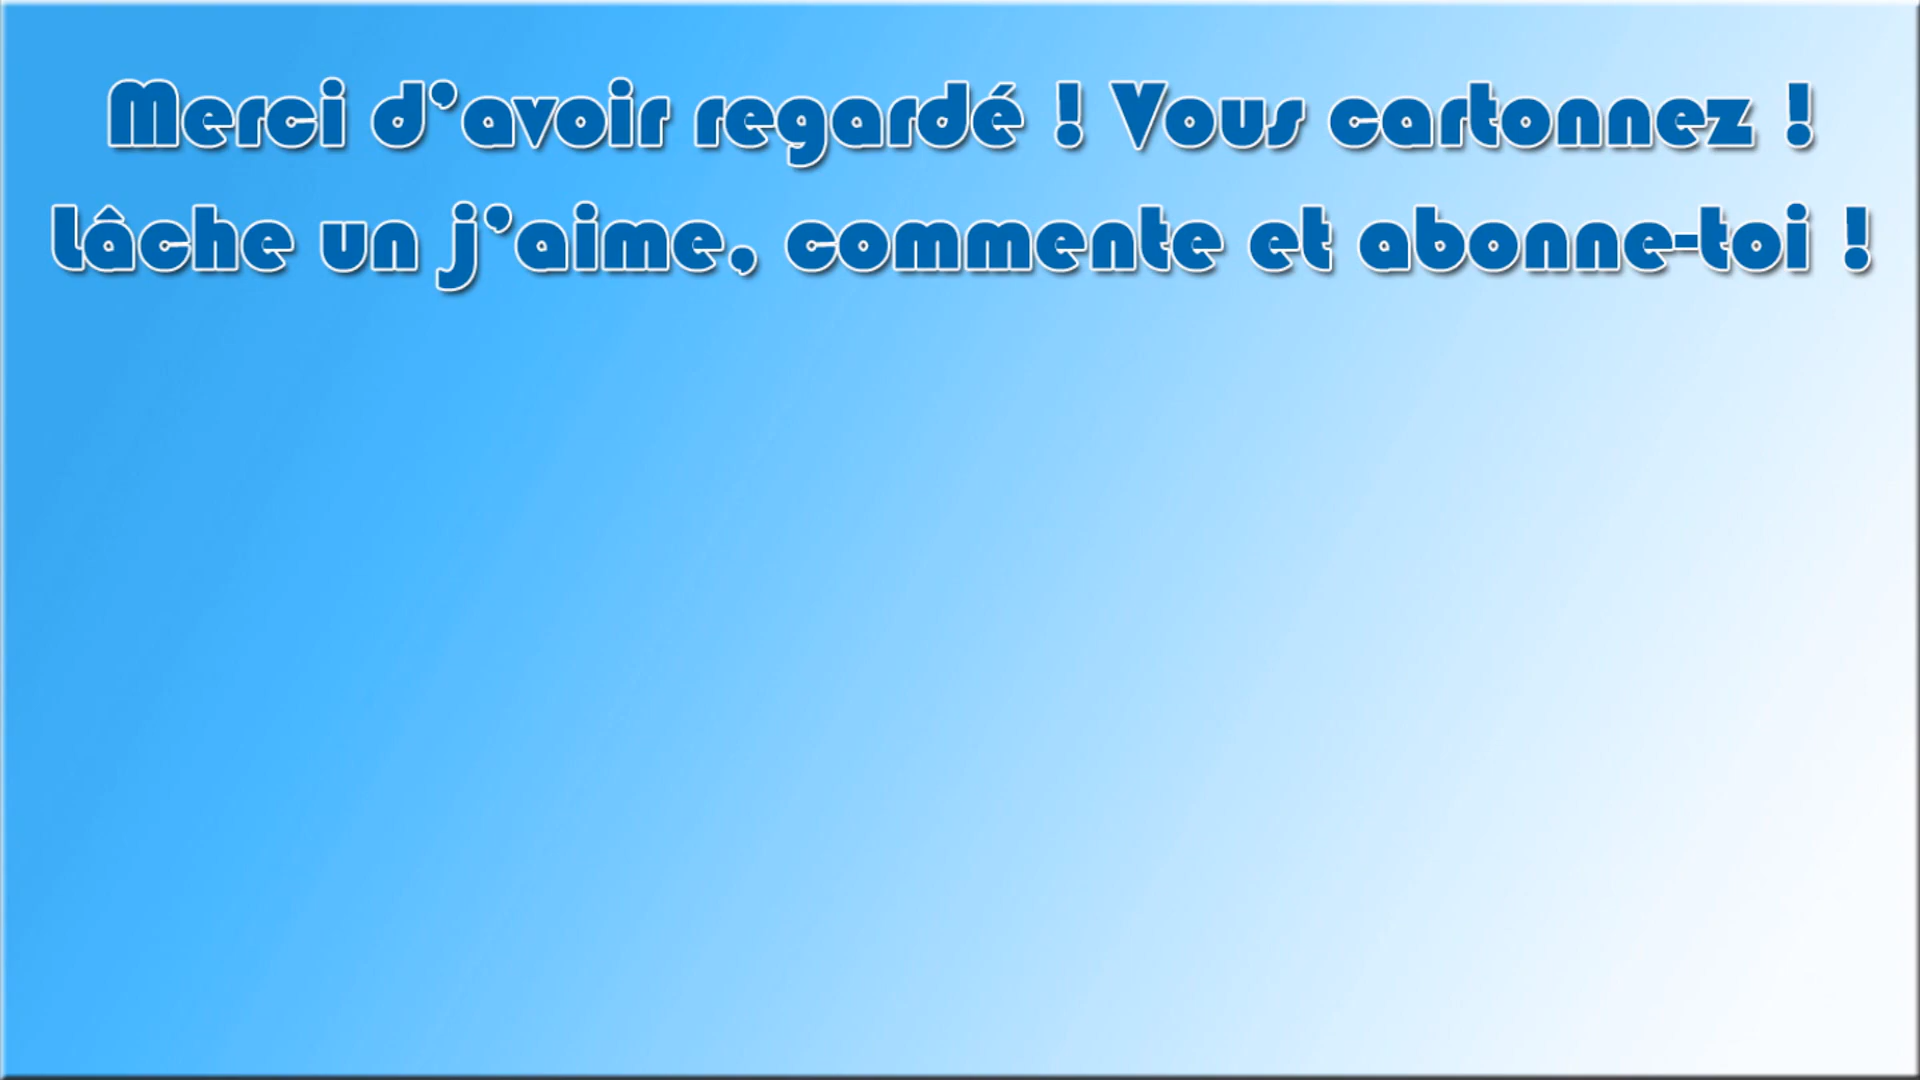 Merci d’avoir regardé ! Vous cartonnez !
Lâche un j’aime, commente et abonne-toi !